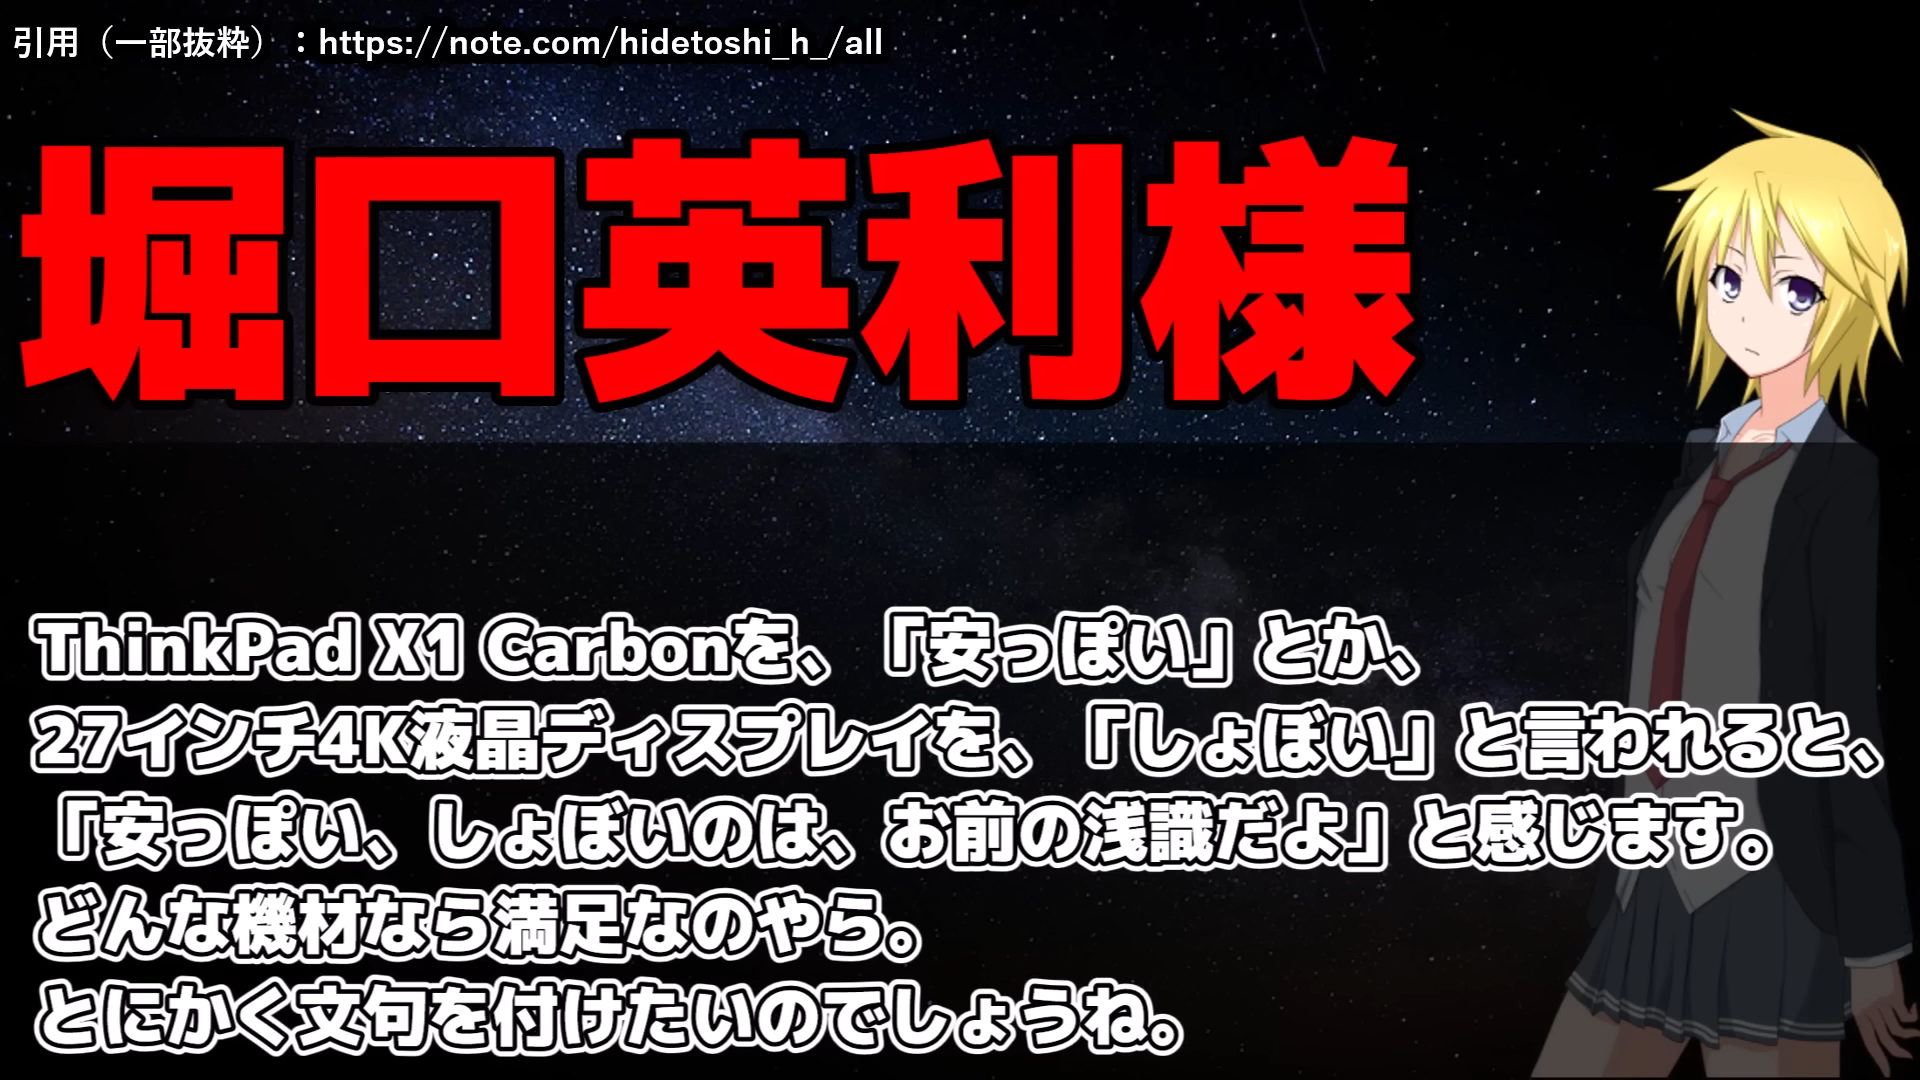 引用（一部抜粋）：https://note.com/hidetoshi_h_/all
堀口英利様
ThinkPad X1 Carbonを、「安っぽい」とか、
27インチ4K液晶ディスプレイを、「しょぼい」と言われると、
「安っぽい、しょぼいのは、お前の浅識だよ」と感じます。
どんな機材なら満足なのやら。
とにかく文句を付けたいのでしょうね。